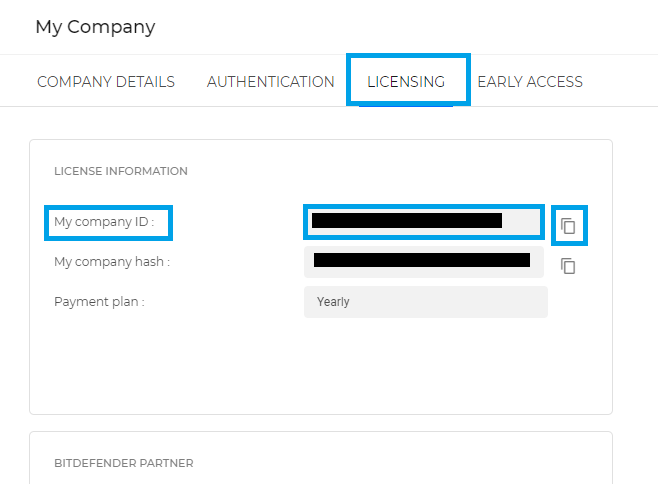 My Company
COMPANY DETAILS AUTHENTICATION LICENSING EARLY ACCESS
LICENSE INFORMATION
My company ID :
My company hash :
Payment plan : Yearly
BITDEFENDER PARTNER